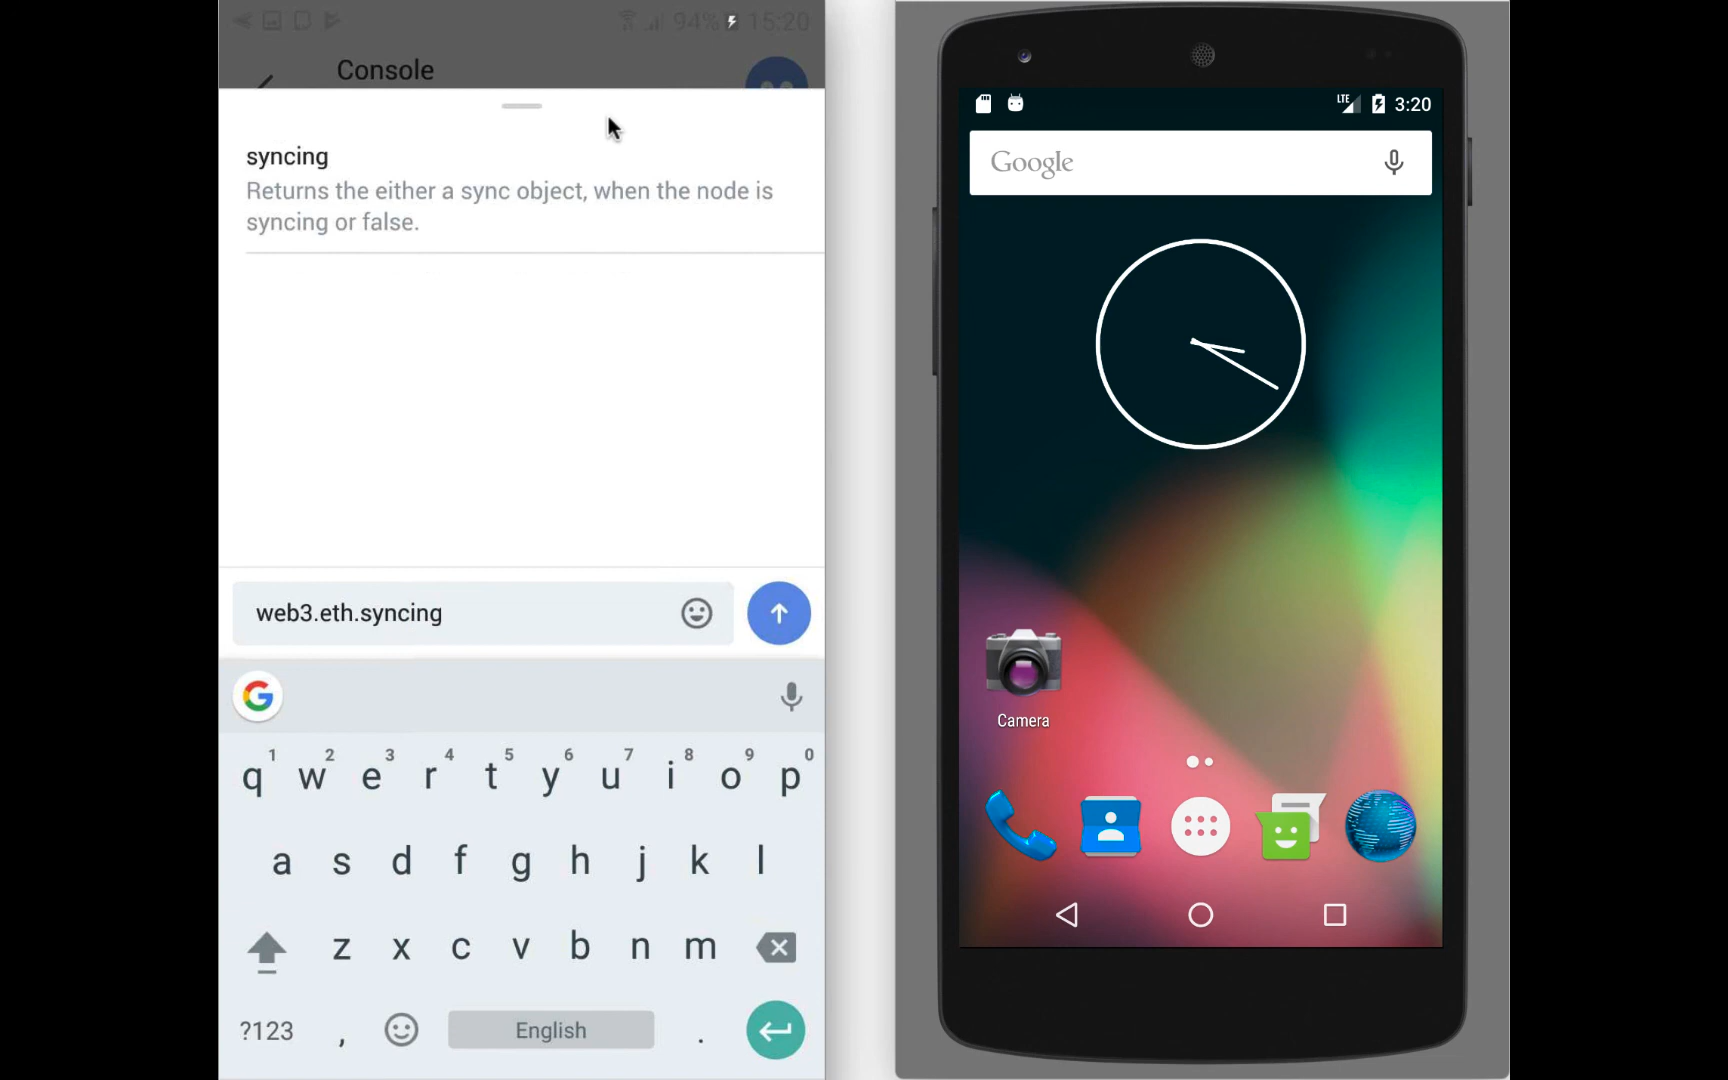 94% 15:20
Console
syncing
Returns the either a sync object, when the node is
syncing or false.
web3.eth.syncing
G
1 2 3 4 5 6 7 8 9 0
q w e r t y u i o p
a s d f g h j k l
z x c v b n m
?123 , English .
LTE 3:20
Google
Camera